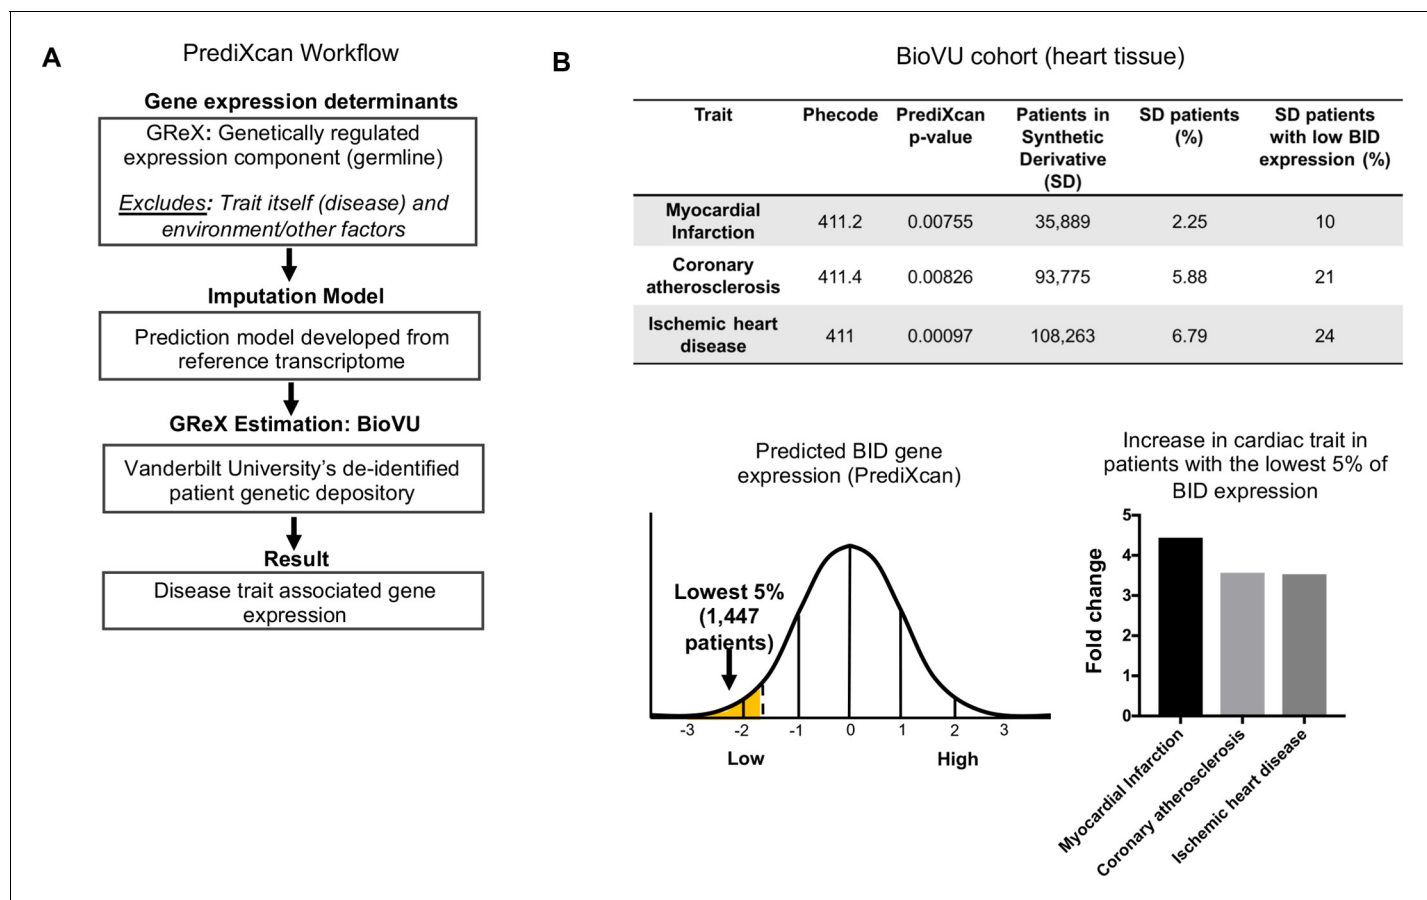 A
PrediXcan Workflow
Gene expression determinants
GReX: Genetically regulated
expression component (germline)
Excludes: Trait itself (disease) and
environment/other factors
Imputation Model
Prediction model developed from
reference transcriptome
GReX Estimation: BioVU
Vanderbilt University's de-identified
patient genetic depository
Result
Disease trait associated gene
expression
B
BioVU cohort (heart tissue)
Trait Phecode PrediXcan p-value Patients in Synthetic Derivative (SD) SD patients (%) SD patients with low BID expression (%)
Myocardial Infarction 411.2 0.00755 35,889 2.25 10
Coronary atherosclerosis 411.4 0.00826 93,775 5.88 21
Ischemic heart disease 411 0.00097 108,263 6.79 24
Predicted BID gene
expression (PrediXcan)
Lowest 5%
(1,447
patients)
-3 -2 -1 0 1 2 3
Low High
Increase in cardiac trait in
patients with the lowest 5% of
BID expression
Fold change
5
4
3
2
1
0
Myocardial Infarction
Coronary atherosclerosis
Ischemic heart disease